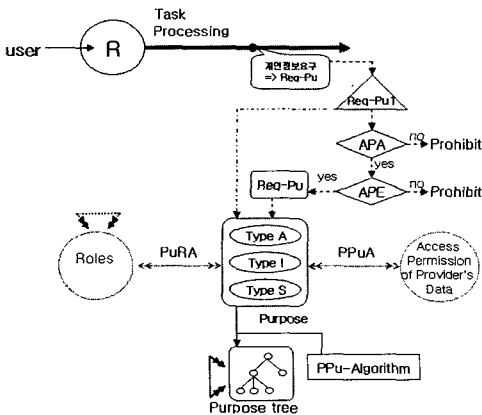 Task
Processing
user
R
개인정보요구
=> Req-Pu
Req-Pu↑
APA
no
Prohibit
yes
Req-Pu
yes
APE
no
Prohibit
Roles
PuRA
Type A
Type I
Type S
PPuA
Access
Permission
of Provider's
Data
Purpose
PPu-Algorithm
Purpose tree